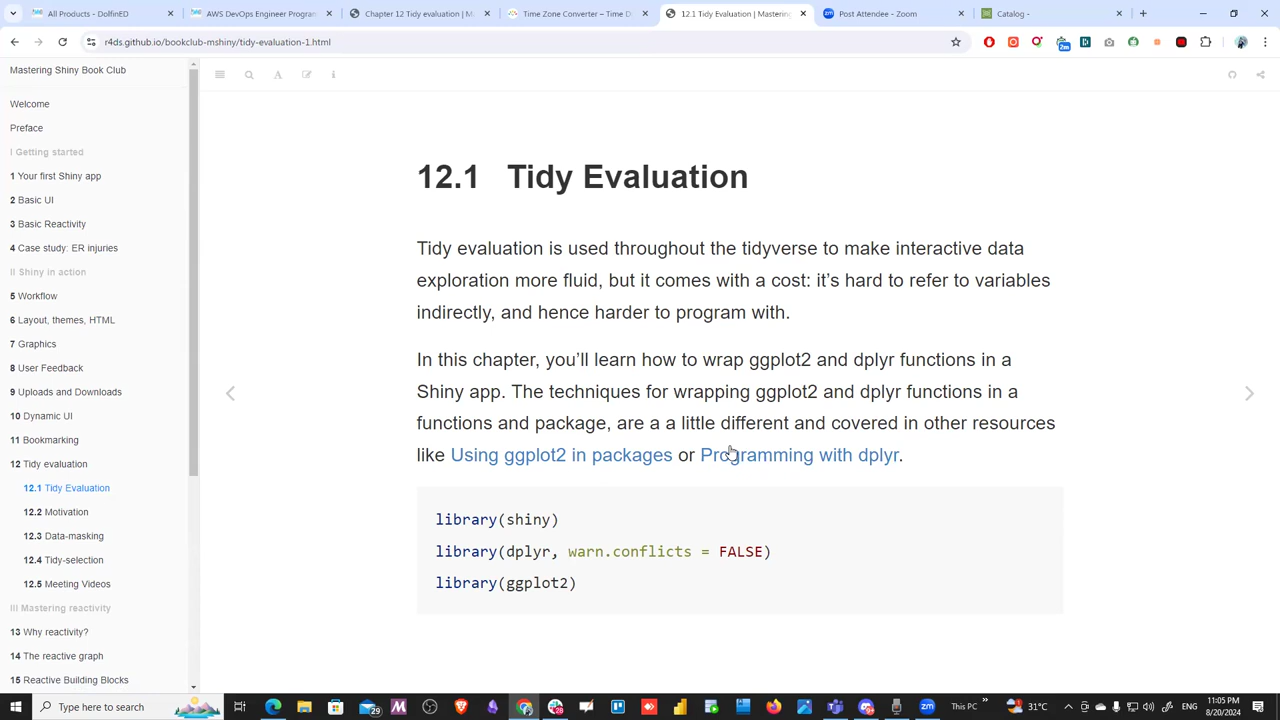 All Products - DolfinED
AWS DevOps Engineer Progran
Chapter 12 Tidy evaluation | M
Time Zone Converter – Time D
12.1 Tidy Evaluation | Mastering
Post Attendee - Zoom
Catalog -
r4ds.github.io/bookclub-mshiny/tidy-evaluation-1.html
2m
Mastering Shiny Book Club
Welcome
Preface
I Getting started
1 Your first Shiny app
2 Basic UI
3 Basic Reactivity
4 Case study: ER injuries
II Shiny in action
5 Workflow
6 Layout, themes, HTML
7 Graphics
8 User Feedback
9 Uploads and Downloads
10 Dynamic UI
11 Bookmarking
12 Tidy evaluation
12.1 Tidy Evaluation
12.2 Motivation
12.3 Data-masking
12.4 Tidy-selection
12.5 Meeting Videos
III Mastering reactivity
13 Why reactivity?
14 The reactive graph
15 Reactive Building Blocks
12.1 Tidy Evaluation
Tidy evaluation is used throughout the tidyverse to make interactive data
exploration more fluid, but it comes with a cost: it’s hard to refer to variables
indirectly, and hence harder to program with.
In this chapter, you’ll learn how to wrap ggplot2 and dplyr functions in a
Shiny app. The techniques for wrapping ggplot2 and dplyr functions in a
functions and package, are a a little different and covered in other resources
like Using ggplot2 in packages or Programming with dplyr.
library(shiny)
library(dplyr, warn.conflicts = FALSE)
library(ggplot2)
Type here to search
29
This PC
31°C
11:05 PM
8/20/2024